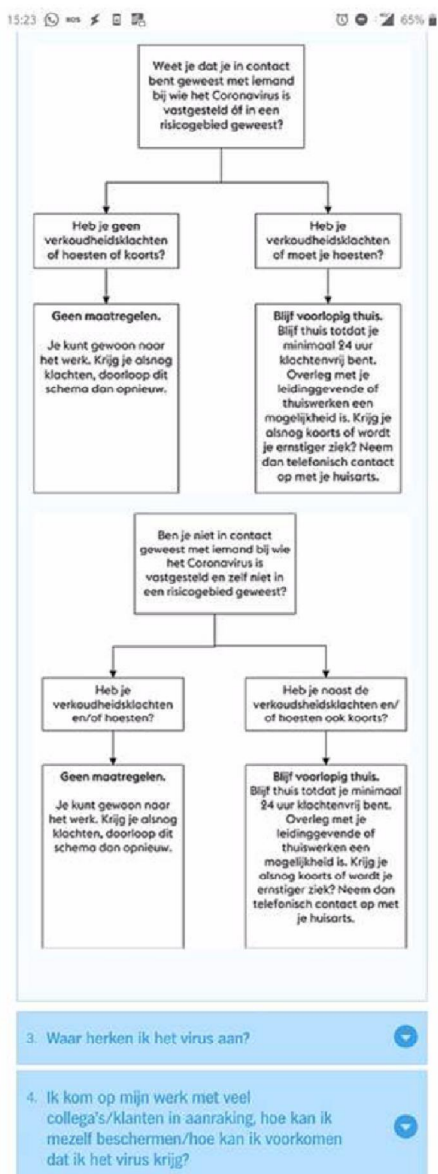 15:23 65%
Weet je dat je in contact
bent geweest met iemand
bij wie het Coronavirus is
vastgesteld óf in een
risicogebied geweest?
Heb je geen
verkoudheidsklachten
of hoesten of koorts?
Heb je
verkoudheidsklachten
of moet je hoesten?
Geen maatregelen.
Je kunt gewoon naar
het werk. Krijg je alsnog
klachten, doorloop dit
schema dan opnieuw.
Blijf voorlopig thuis.
Blijf thuis totdat je
minimaal 24 uur
klachtenvrij bent.
Overleg met je
leidinggevende of
thuiswerken een
mogelijkheid is. Krijg je
alsnog koorts of wordt
je ernstiger ziek? Neem
dan telefonisch contact
op met je huisarts.
Ben je niet in contact
geweest met iemand bij wie
het Coronavirus is
vastgesteld en zelf niet in
een risicogebied geweest?
Heb je
verkoudheidsklachten
en/of hoesten?
Heb je naast de
verkoudsheidsklachten en/
of hoesten ook koorts?
Geen maatregelen.
Je kunt gewoon naar
het werk. Krijg je alsnog
klachten, doorloop dit
schema dan opnieuw.
Blijf voorlopig thuis.
Blijf thuis totdat je minimaal
24 uur klachtenvrij bent.
Overleg met je
leidinggevende of
thuiswerken een
mogelijkheid is. Krijg je
alsnog koorts of wordt je
ernstiger ziek? Neem dan
telefonisch contact op met
je huisarts.
3. Waar herken ik het virus aan?
4. Ik kom op mijn werk met veel
collega's/klanten in aanraking, hoe kan ik
mezelf beschermen/hoe kan ik voorkomen
dat ik het virus krijg?